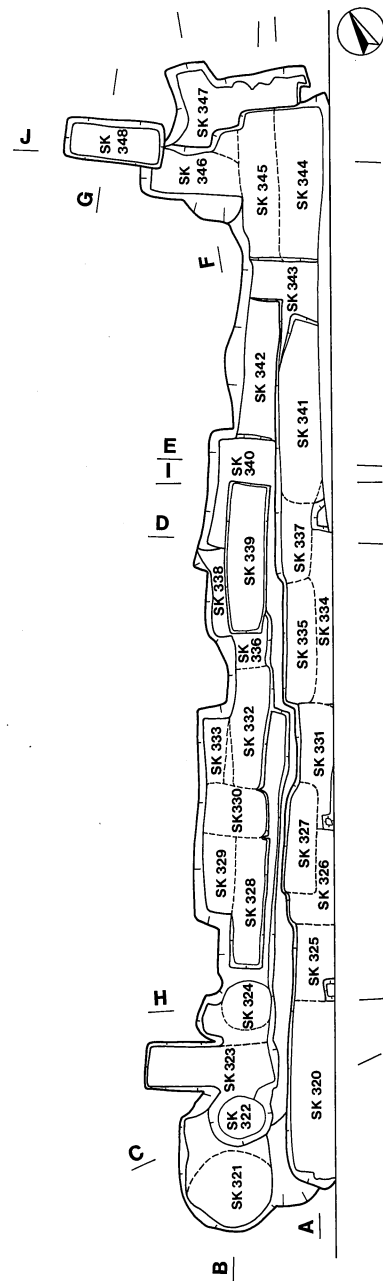 SK 347
J
SK
348
SK
346
G
SK 345
SK 344
F
SK 343
SK 342
SK 341
E
SK
340
I
D
SK 339
SK 337
SK 338
SK 334
SK 335
SK
336
SK 332
SK 333
SK 331
SK330
SK 327
SK 329
SK 328
SK 326
SK 325
H
SK 324
SK 323
SK 320
SK
322
C
SK 321
A
B